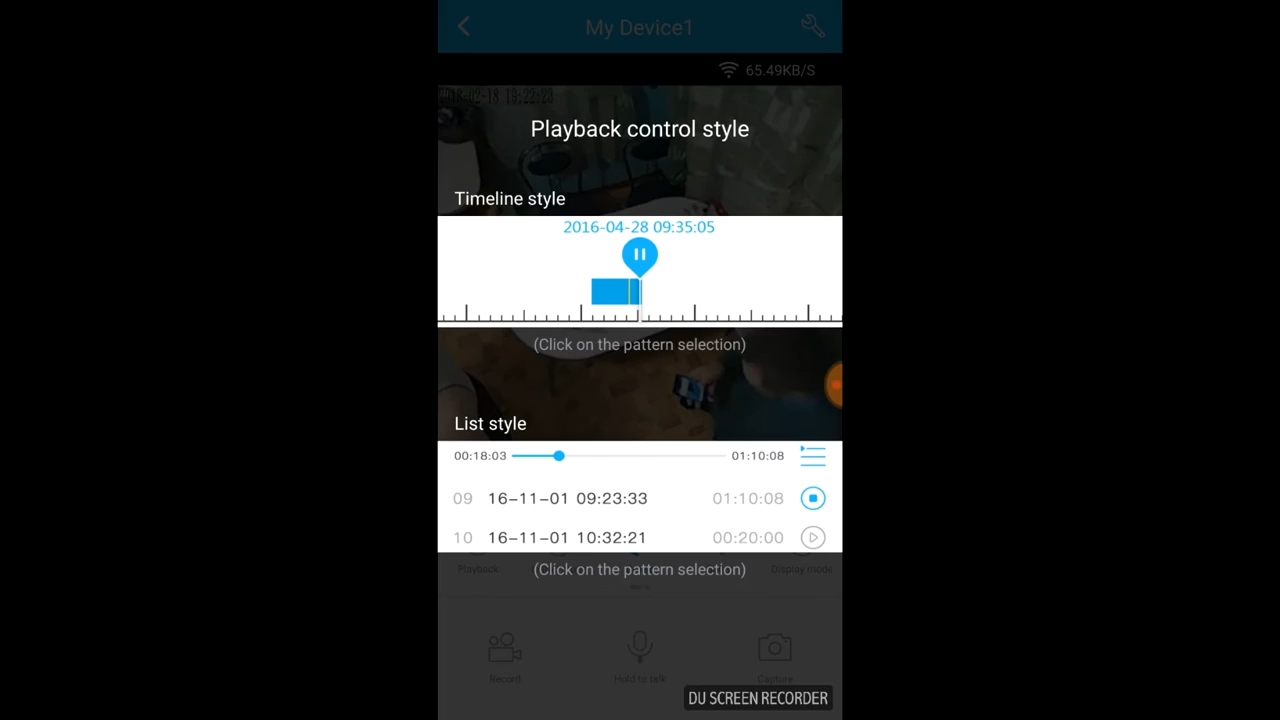 My Device1
65.49KB/S
Playback control style
Timeline style
2016-04-28 09:35:05
(Click on the pattern selection)
List style
00:18:03 01:10:08
09 16-11-01 09:23:33 01:10:08
10 16-11-01 10:32:21 00:20:00
Playback (Click on the pattern selection) Display mode
Record Hold to talk Capture
DU SCREEN RECORDER